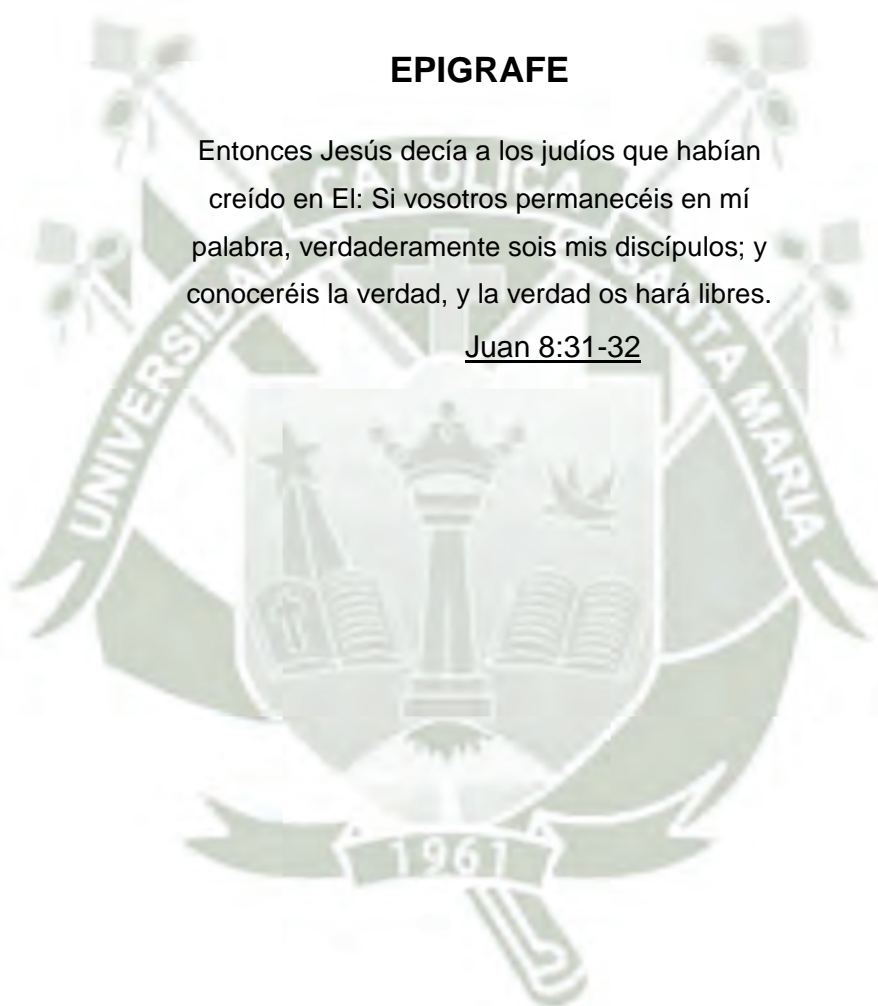 EPIGRAFE
Entonces Jesús decía a los judíos que habían
creído en El: Si vosotros permanecéis en mí
palabra, verdaderamente sois mis discípulos; y
conoceréis la verdad, y la verdad os hará libres.
Juan 8:31-32
UNIVERSIDAD CATOLICA SANTA MARIA
1961